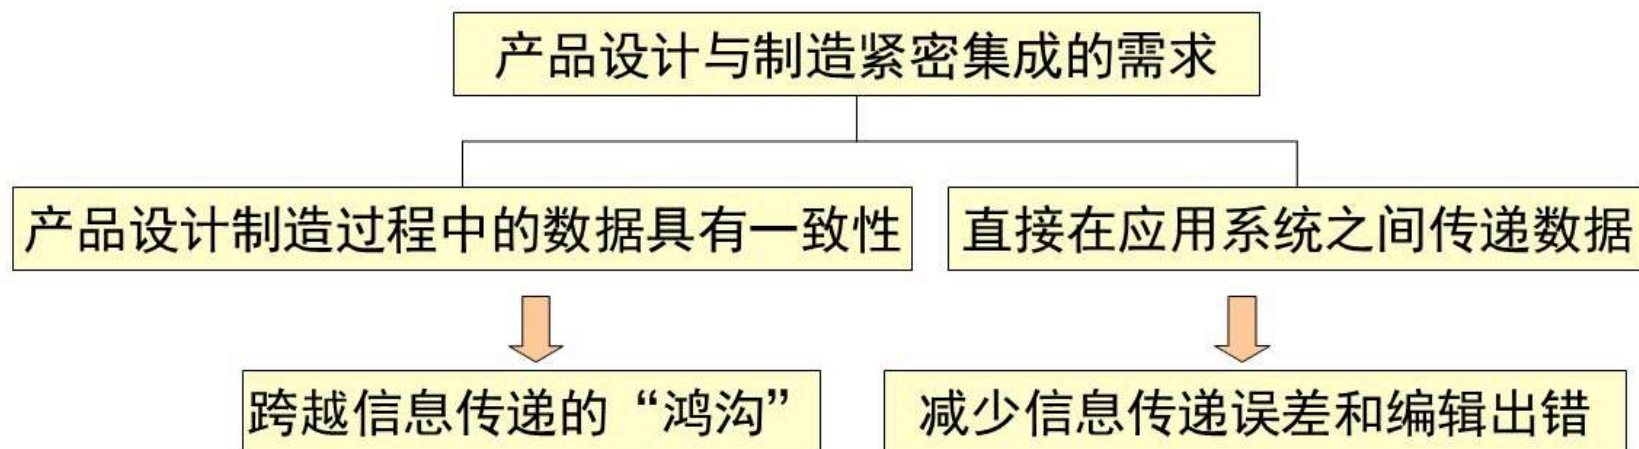 产品设计与制造紧密集成的需求
产品设计制造过程中的数据具有一致性
直接在应用系统之间传递数据
跨越信息传递的“鸿沟”
减少信息传递误差和编辑出错